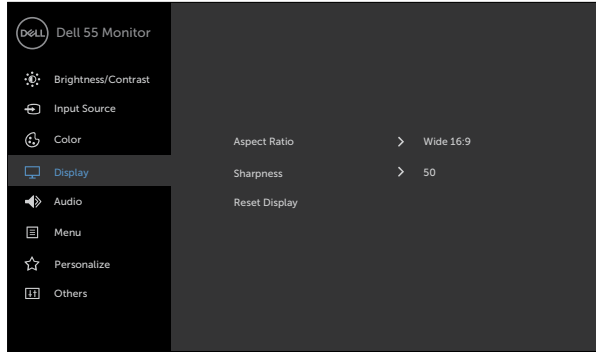 DELL Dell 55 Monitor
Brightness/Contrast
Input Source
Color
Display
Audio
Menu
Personalize
Others
Aspect Ratio > Wide 16:9
Sharpness > 50
Reset Display